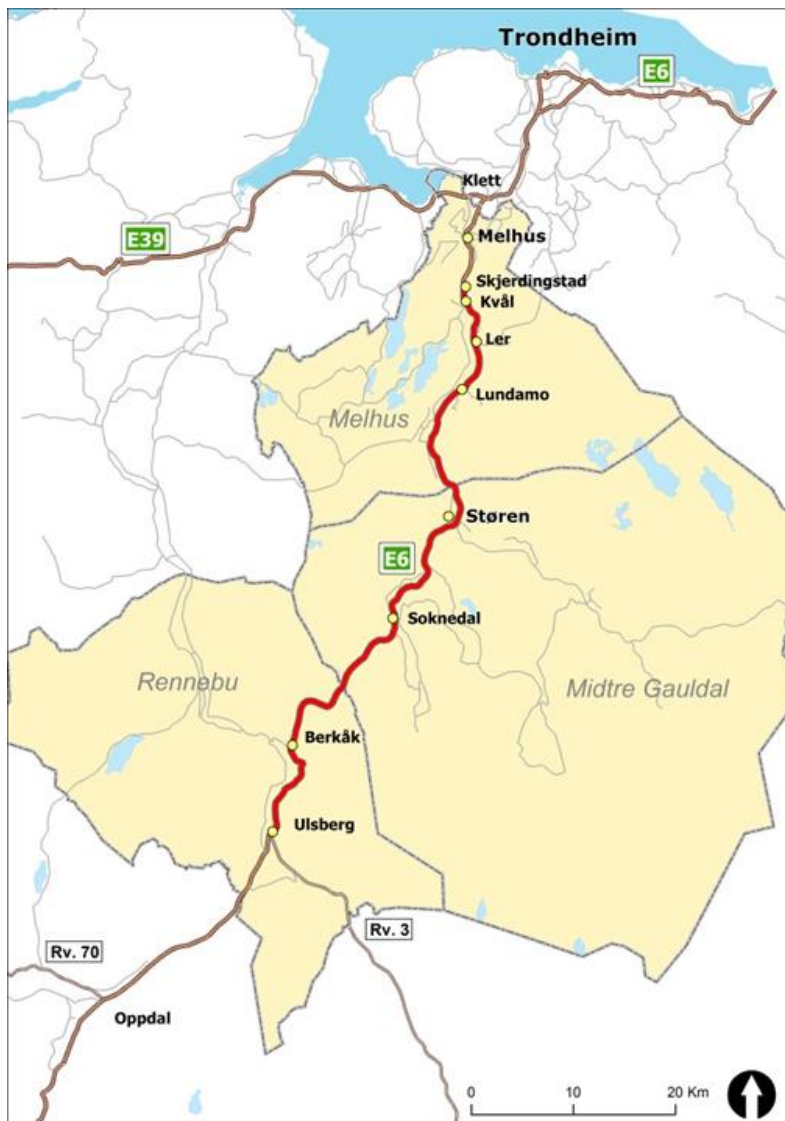 Trondheim
E6
Klett
E39
Melhus
Skjerdingstad
Kvål
Ler
Lundamo
Melhus
Støren
E6
Soknedal
Rennebu
Midtre Gauldal
Berkåk
Ulsberg
Rv. 3
Rv. 70
Oppdal
0 10 20 Km